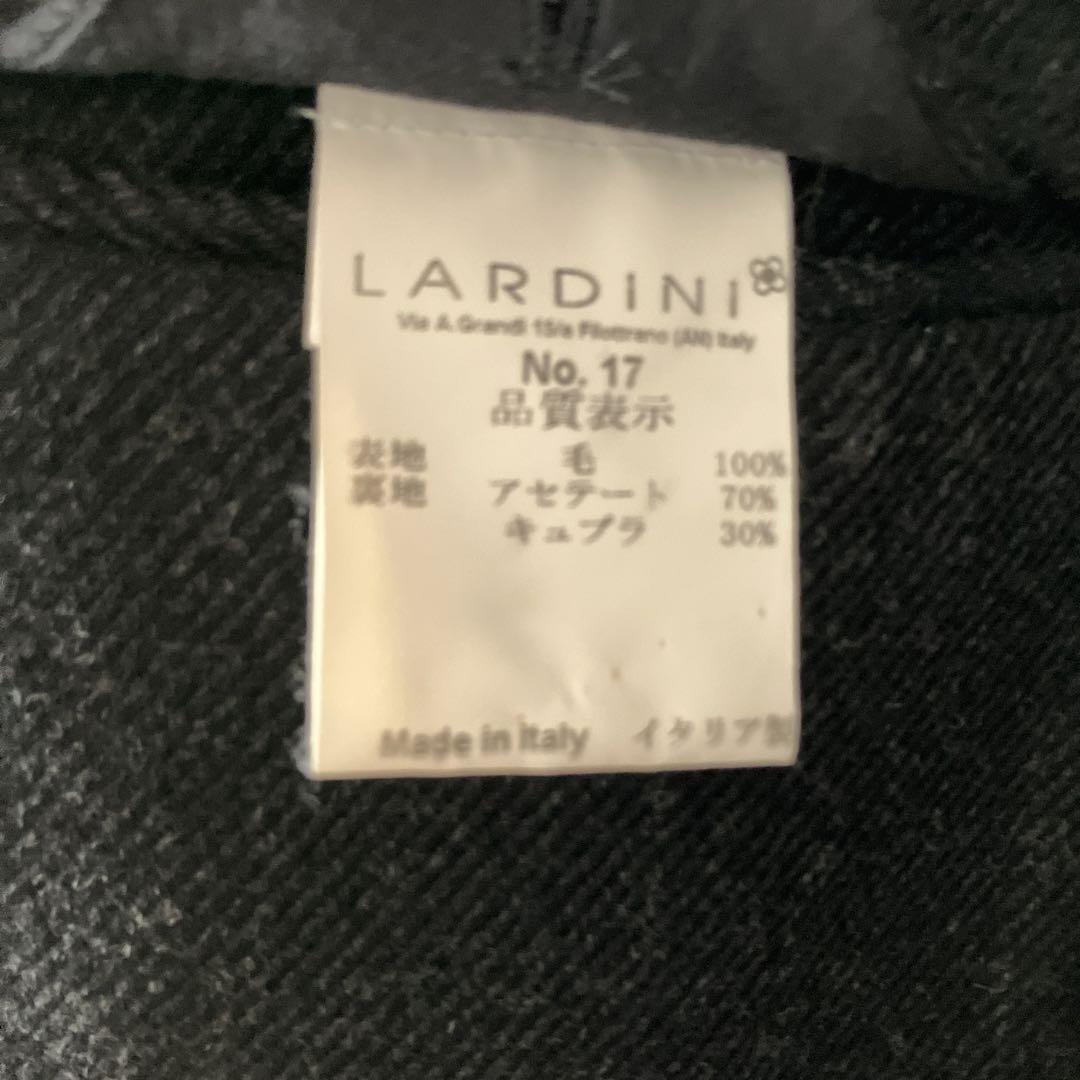 LARDINI
Via A.Grandi 15/a Filottrano (AN) Italy
No. 17
品質表示
表地 毛 100%
裏地 アセテート 70%
キュプラ 30%
Made in Italy イタリア製